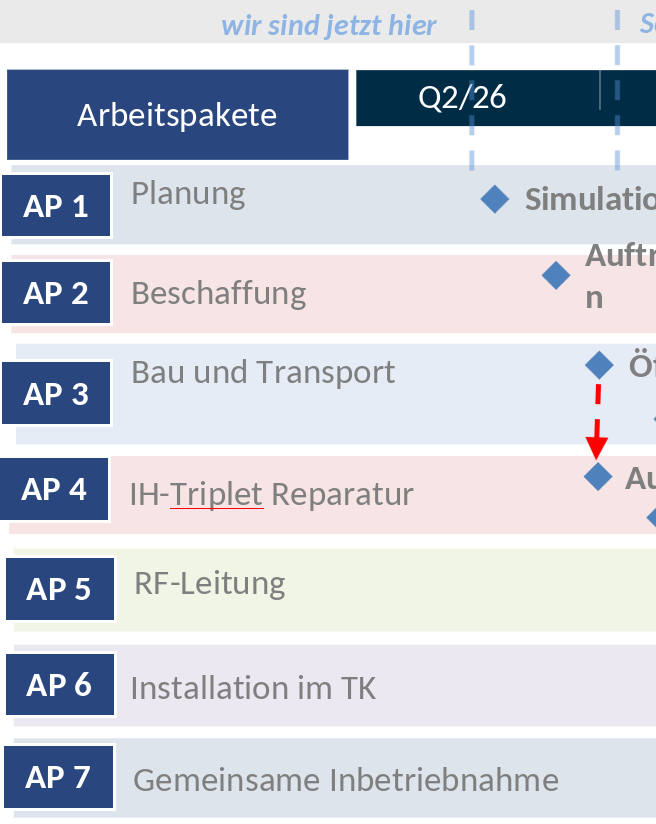 wir sind jetzt hier
Arbeitspakete
Q2/26
AP 1
Planung
AP 2
Beschaffung
n
AP 3
Bau und Transport
AP 4
IH-Triplet Reparatur
AP 5
RF-Leitung
AP 6
Installation im TK
AP 7
Gemeinsame Inbetriebnahme